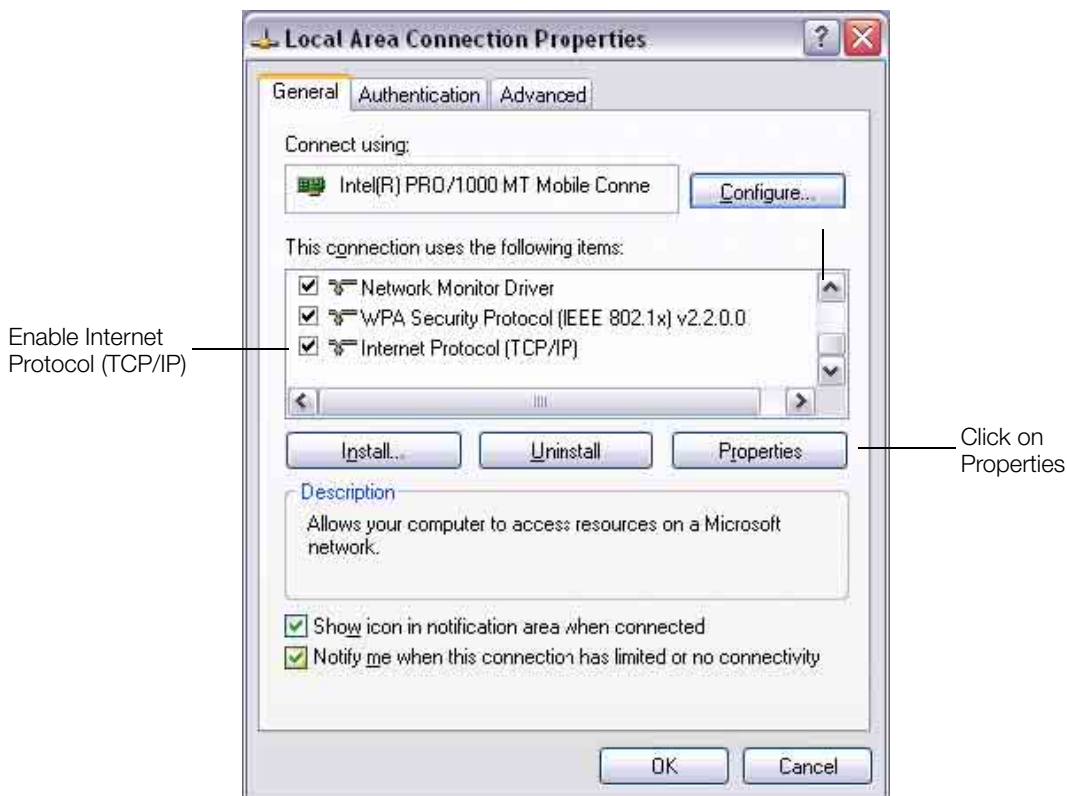 Local Area Connection Properties
General Authentication Advanced
Connect using:
Intel(R) PRO/1000 MT Mobile Conne
Configure...
This connection uses the following items:
Network Monitor Driver
WPA Security Protocol (IEEE 802.1x) v2.2.0.0
Internet Protocol (TCP/IP)
Enable Internet
Protocol (TCP/IP)
Install... Uninstall Properties
Click on
Properties
Description
Allows your computer to access resources on a Microsoft
network.
Show icon in notification area when connected
Notify me when this connection has limited or no connectivity
OK Cancel